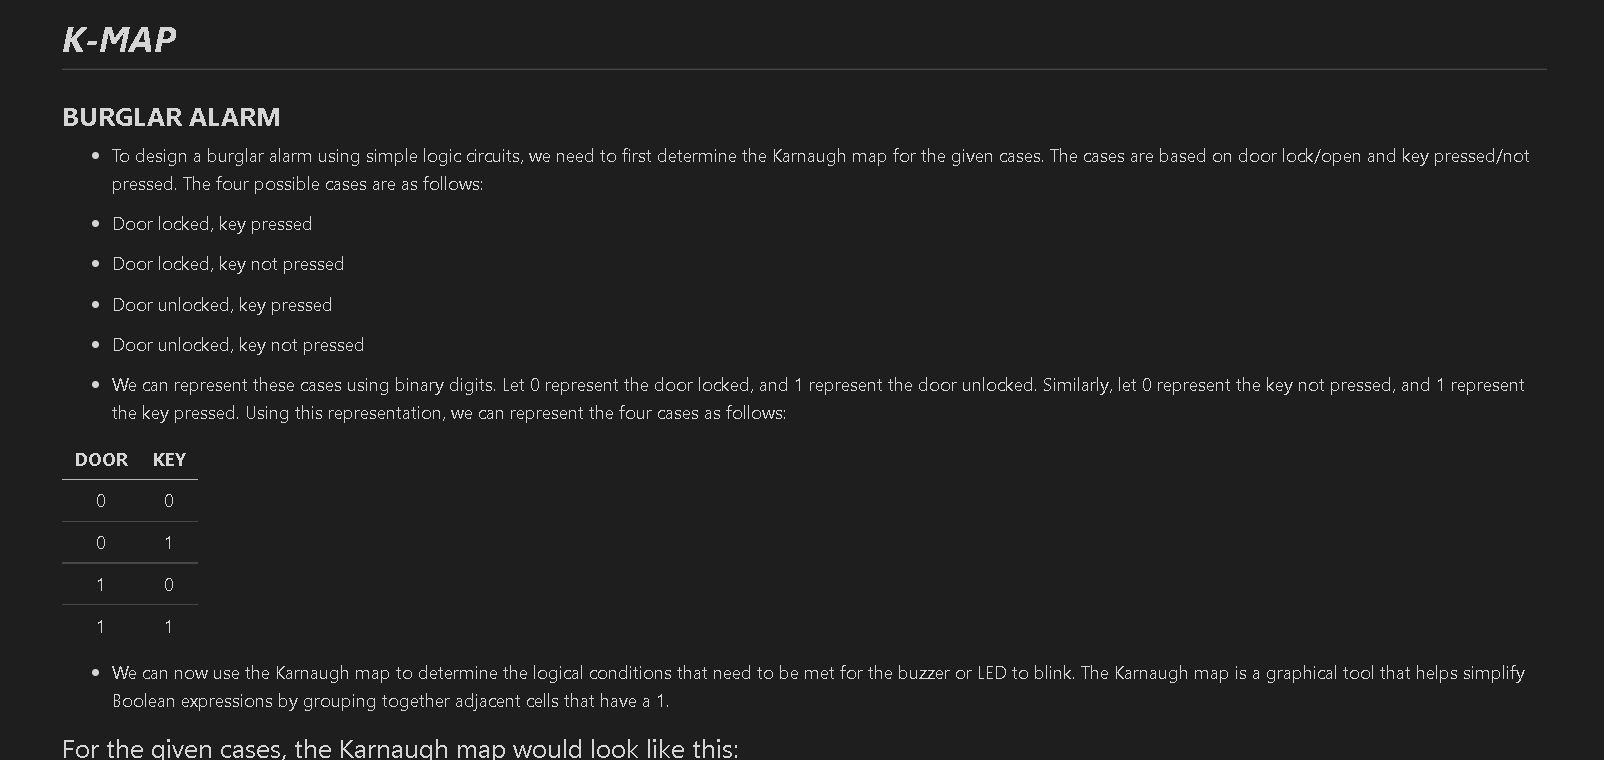 K-MAP
BURGLAR ALARM
To design a burglar alarm using simple logic circuits, we need to first determine the Karnaugh map for the given cases. The cases are based on door lock/open and key pressed/not
pressed. The four possible cases are as follows:
Door locked, key pressed
Door locked, key not pressed
Door unlocked, key pressed
Door unlocked, key not pressed
We can represent these cases using binary digits. Let 0 represent the door locked, and 1 represent the door unlocked. Similarly, let 0 represent the key not pressed, and 1 represent
the key pressed. Using this representation, we can represent the four cases as follows:
DOOR KEY
0 0
0 1
1 0
1 1
We can now use the Karnaugh map to determine the logical conditions that need to be met for the buzzer or LED to blink. The Karnaugh map is a graphical tool that helps simplify
Boolean expressions by grouping together adjacent cells that have a 1.
For the given cases, the Karnaugh map would look like this: